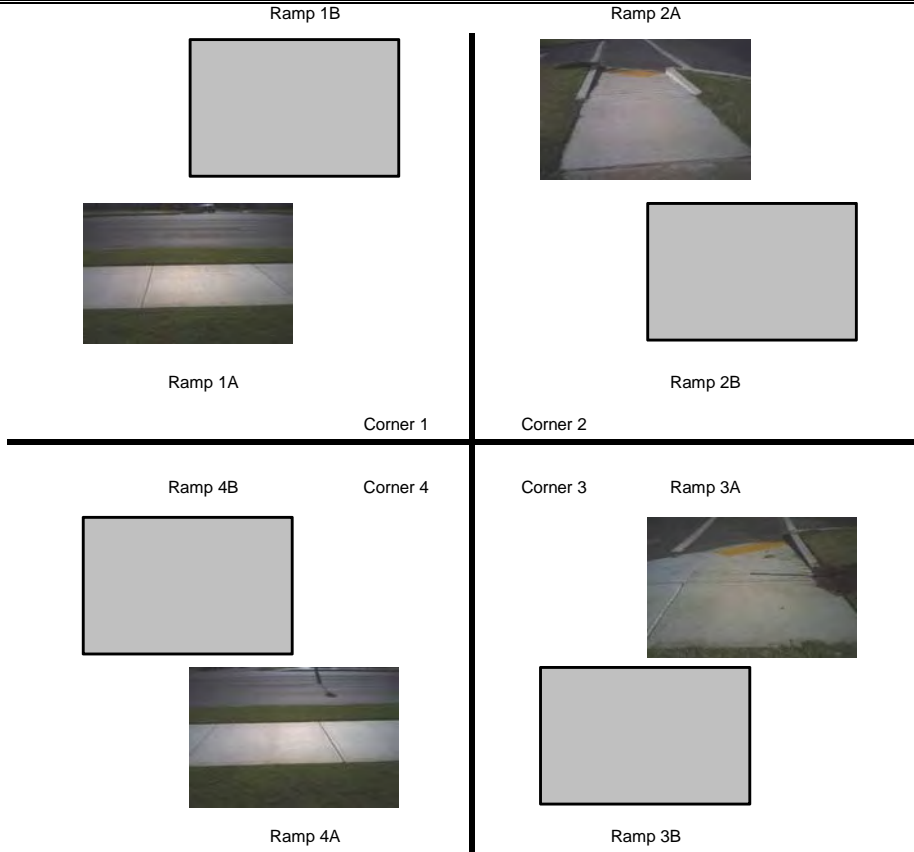 Ramp 1B
Ramp 2A
Ramp 1A
Ramp 2B
Corner 1
Corner 2
Ramp 4B
Corner 4
Corner 3
Ramp 3A
Ramp 4A
Ramp 3B